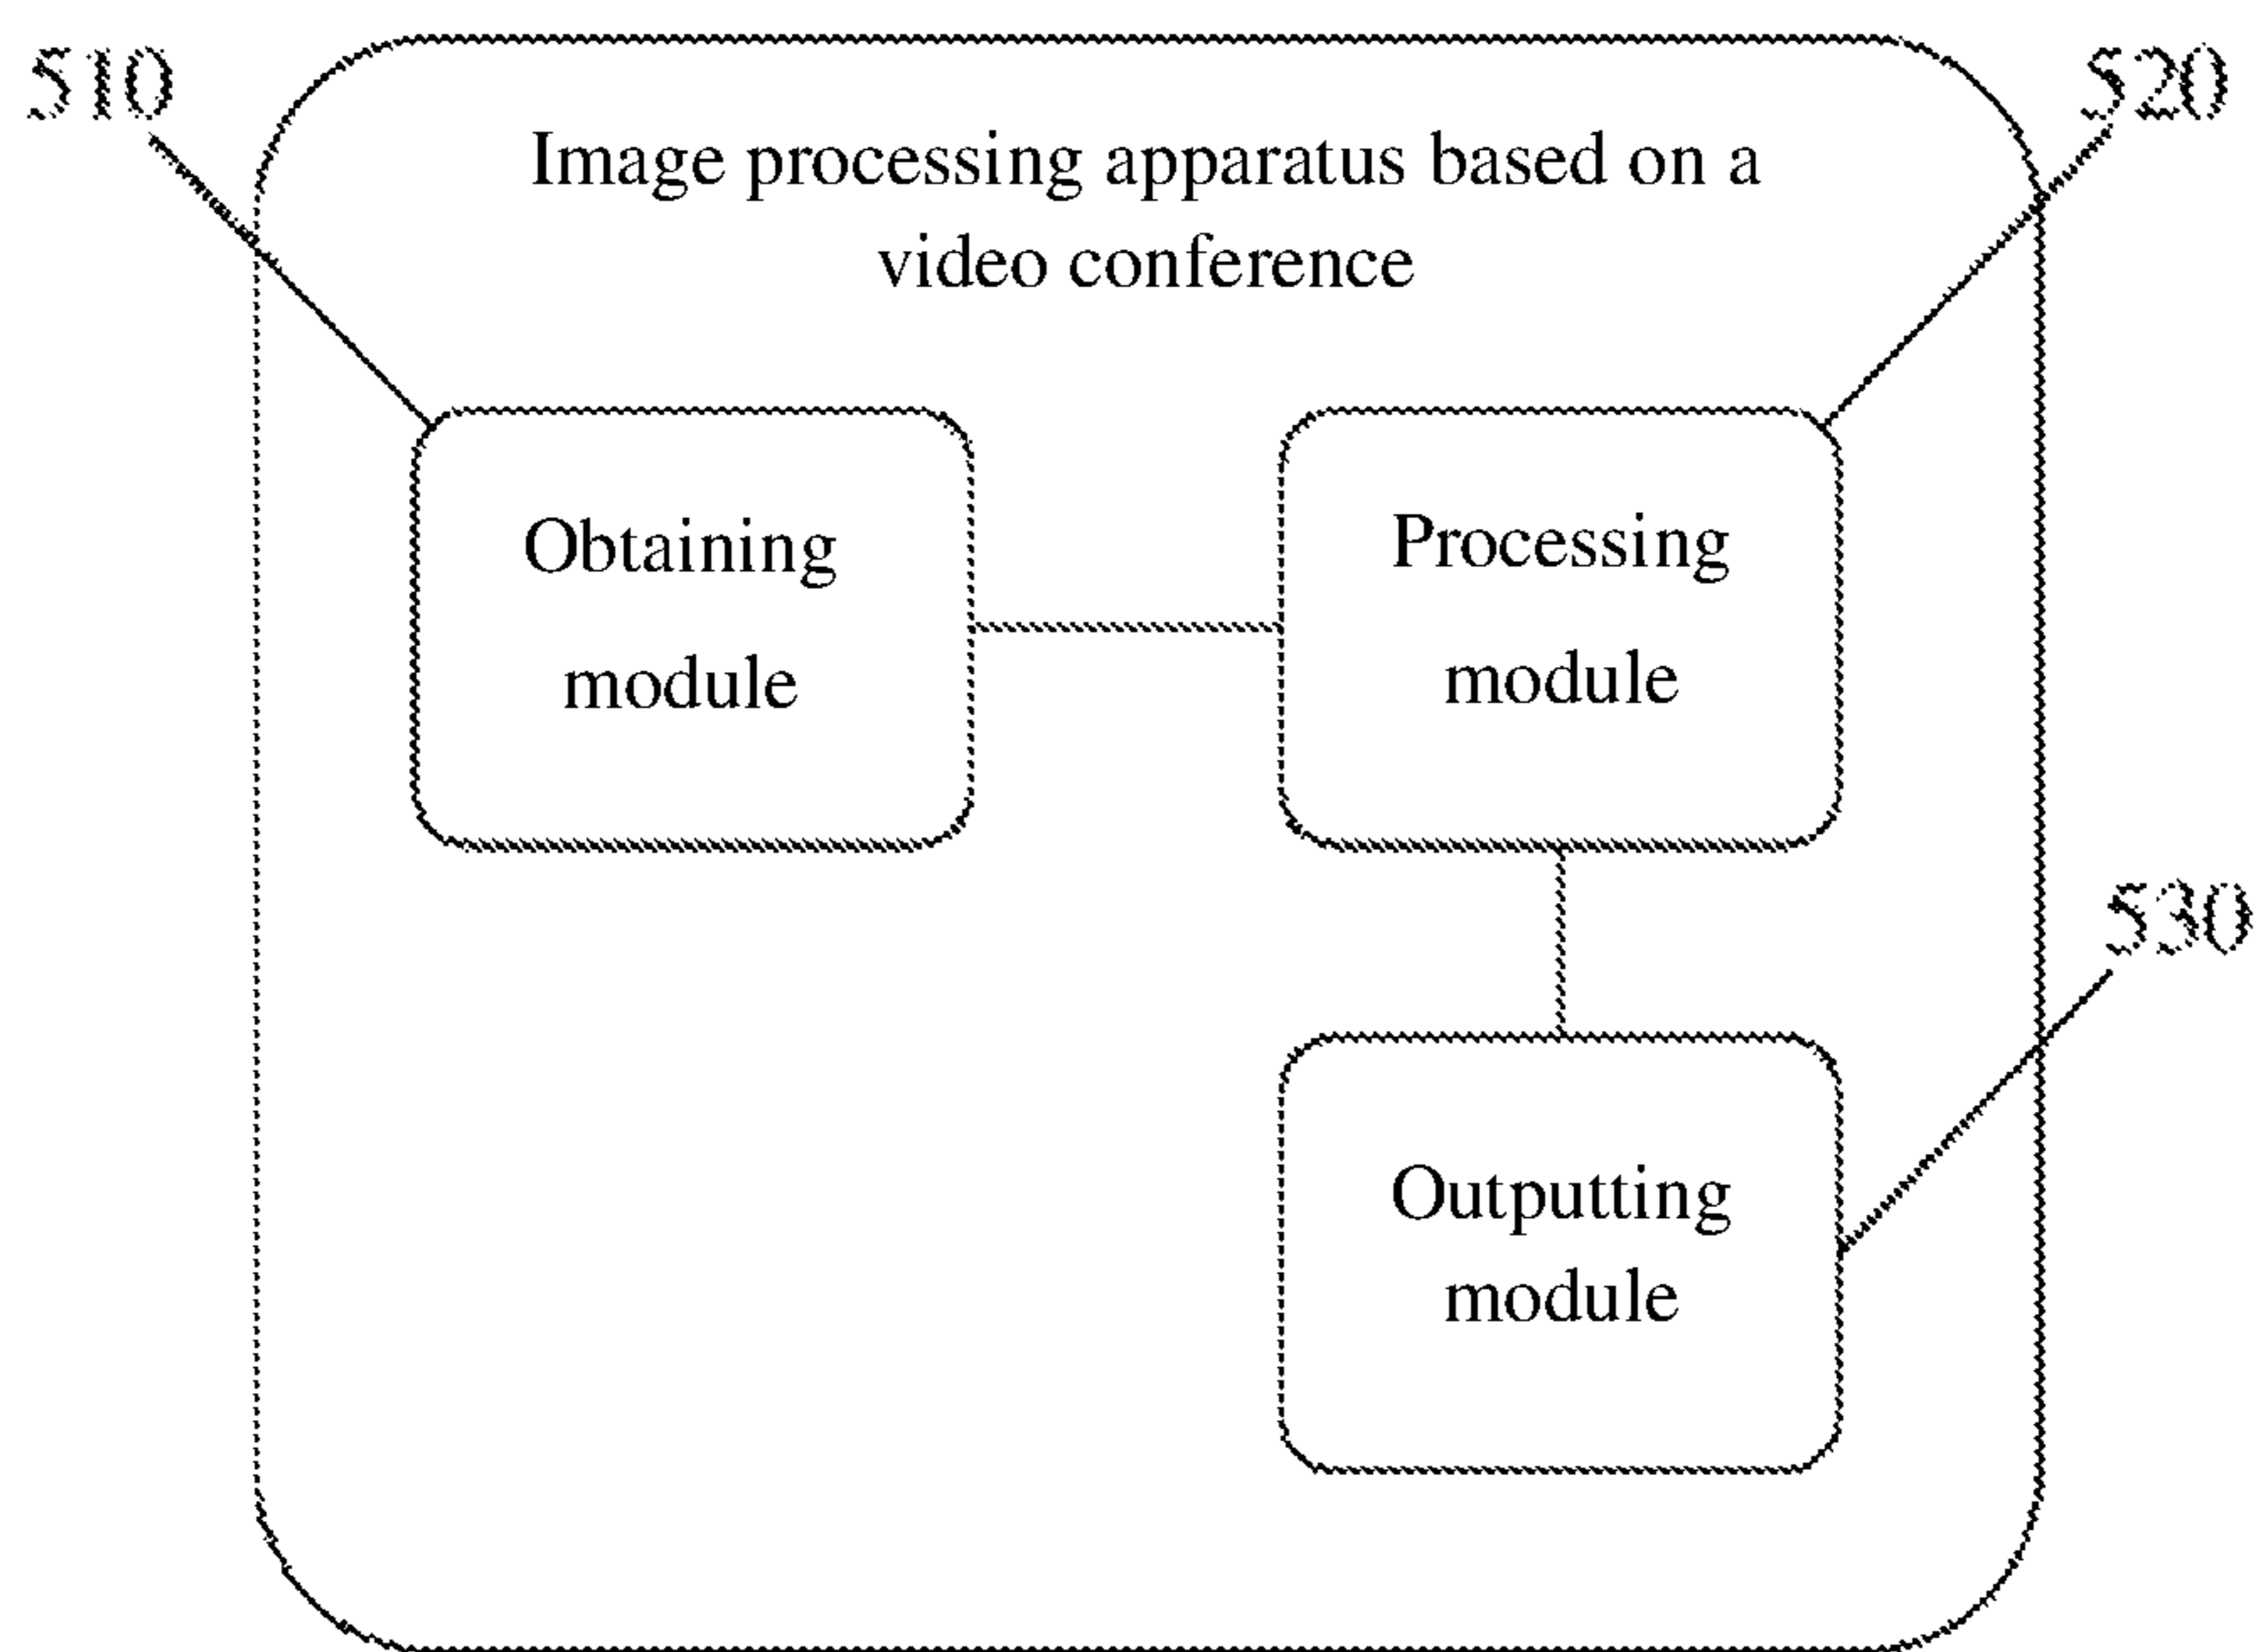 510
520
Image processing apparatus based on a
video conference
Obtaining
module
Processing
module
530
Outputting
module